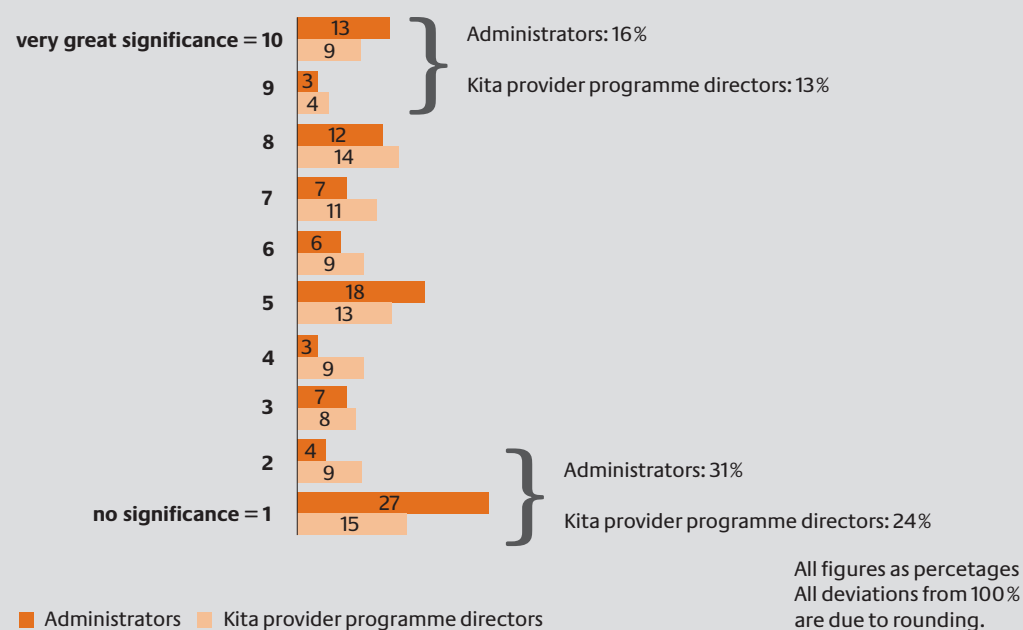 very great significance = 10
13
9
Administrators: 16%
Kita provider programme directors: 13%
9
3
4
8
12
14
7
7
11
6
6
9
5
18
13
4
3
9
3
7
8
2
4
9
Administrators: 31%
no significance = 1
27
15
Kita provider programme directors: 24%
All figures as percetages
All deviations from 100%
are due to rounding.
Administrators Kita provider programme directors